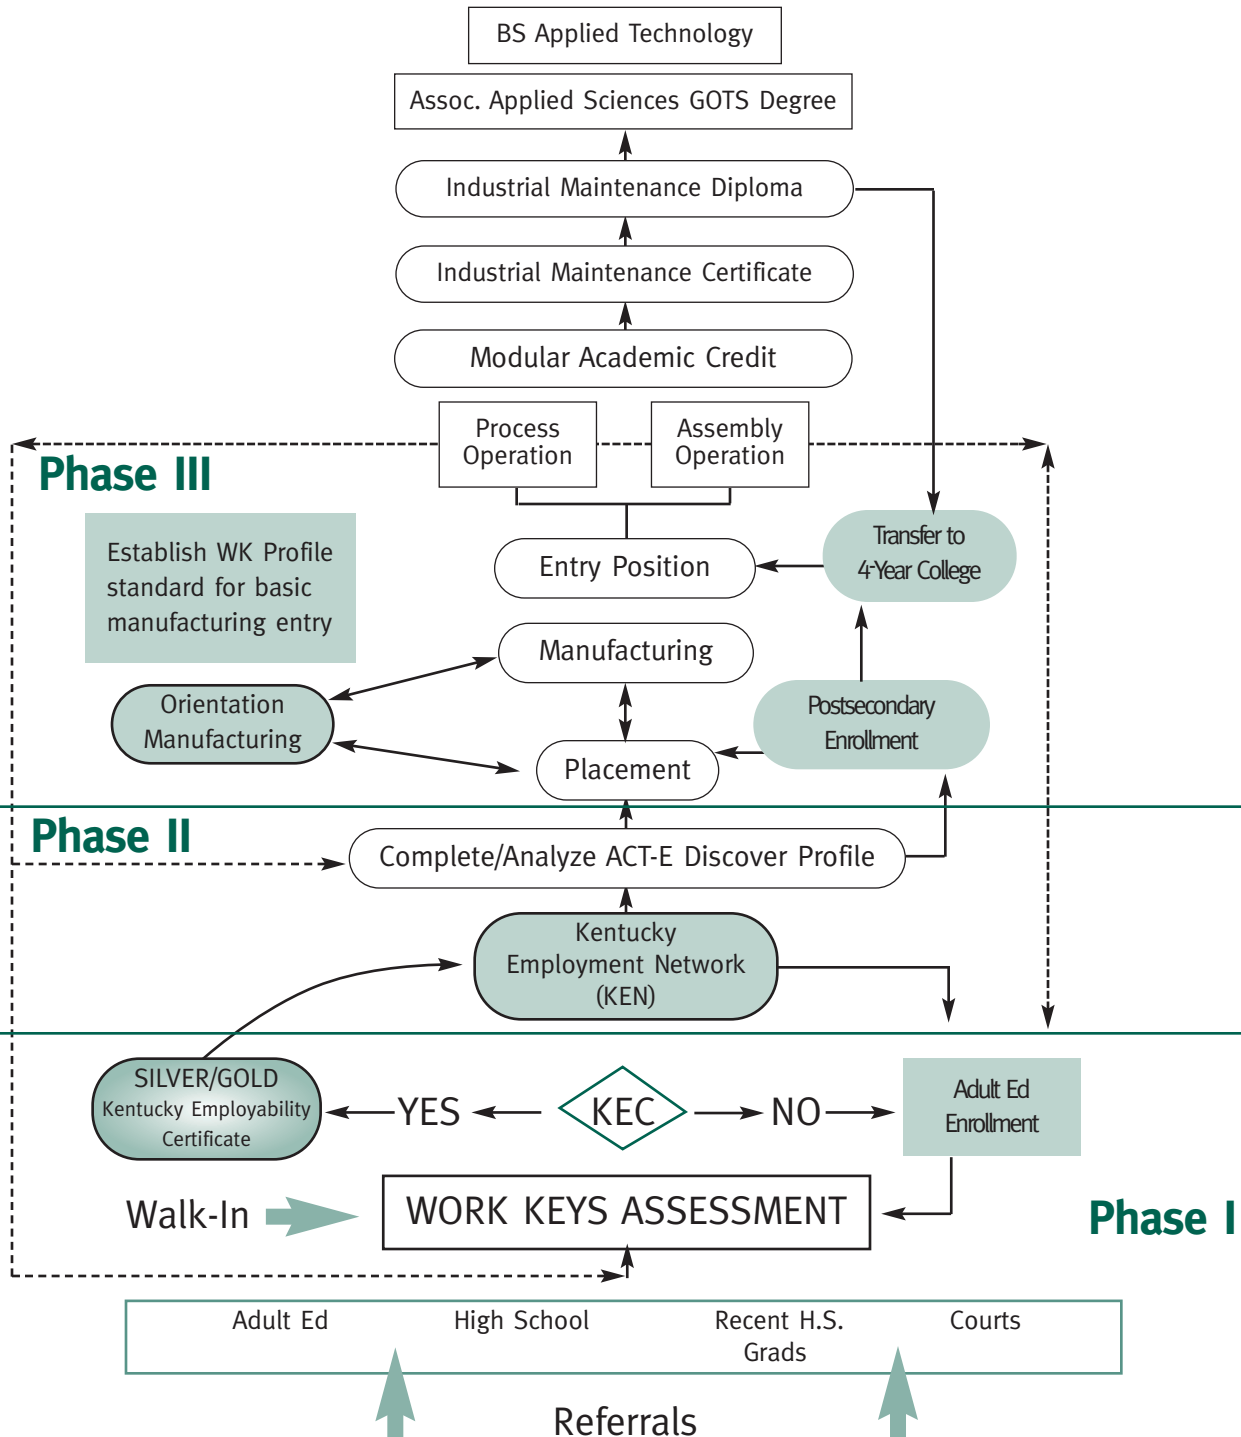 BS Applied Technology
Assoc. Applied Sciences GOTS Degree
Industrial Maintenance Diploma
Industrial Maintenance Certificate
Modular Academic Credit
Process
Operation
Assembly
Operation
Phase III
Establish WK Profile
standard for basic
manufacturing entry
Entry Position
Transfer to
4-Year College
Manufacturing
Orientation
Manufacturing
Postsecondary
Enrollment
Placement
Phase II
Complete/Analyze ACT-E Discover Profile
Kentucky
Employment Network
(KEN)
SILVER/GOLD
Kentucky Employability
Certificate
YES
KEC
NO
Adult Ed
Enrollment
Walk-In
WORK KEYS ASSESSMENT
Phase I
Adult Ed
High School
Recent H.S.
Grads
Courts
Referrals